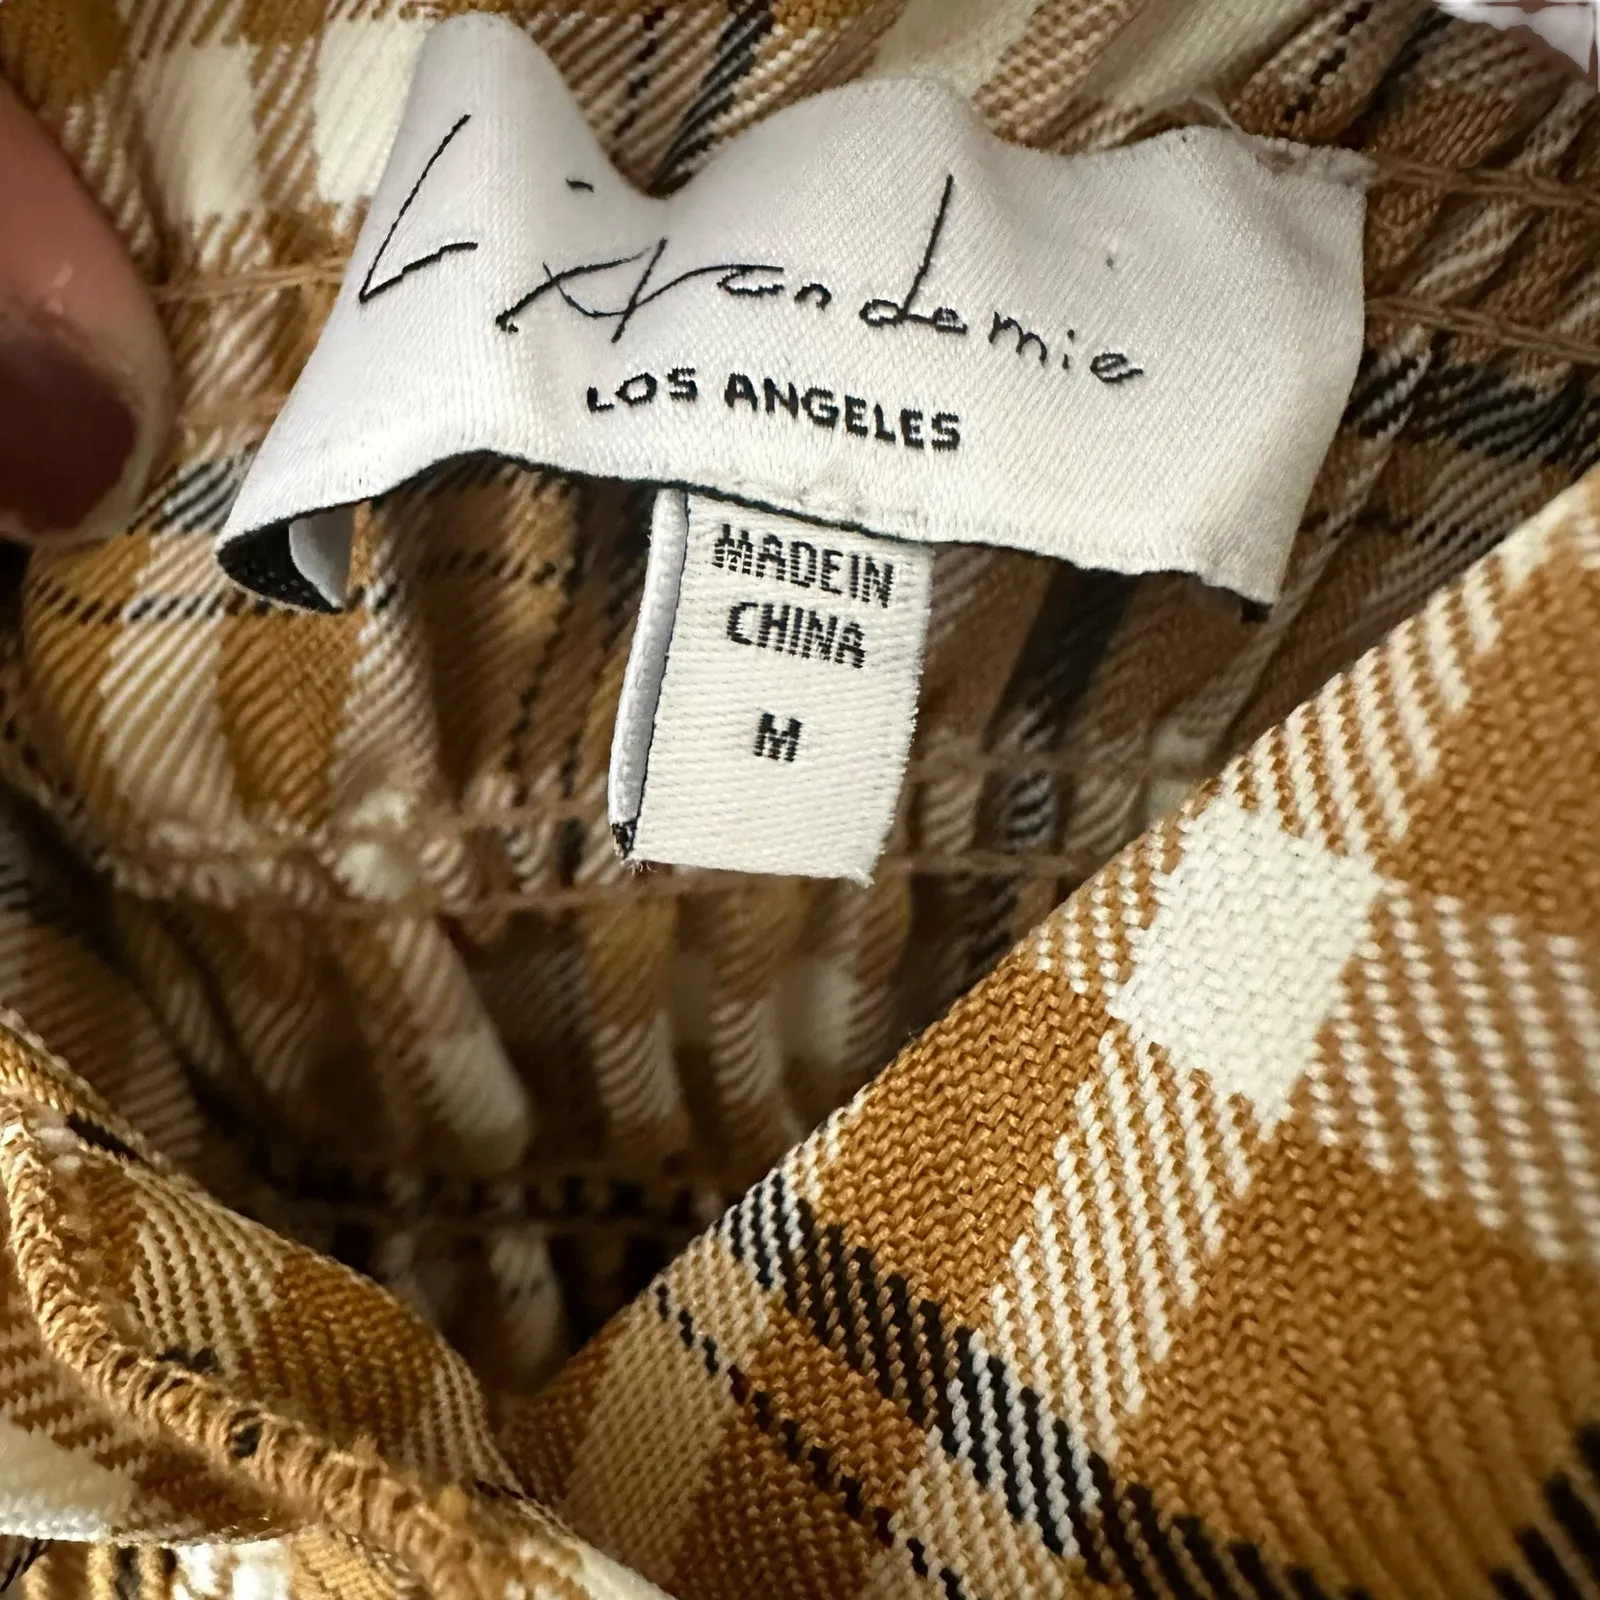 L'Academie
LOS ANGELES
MADE IN
CHINA
M